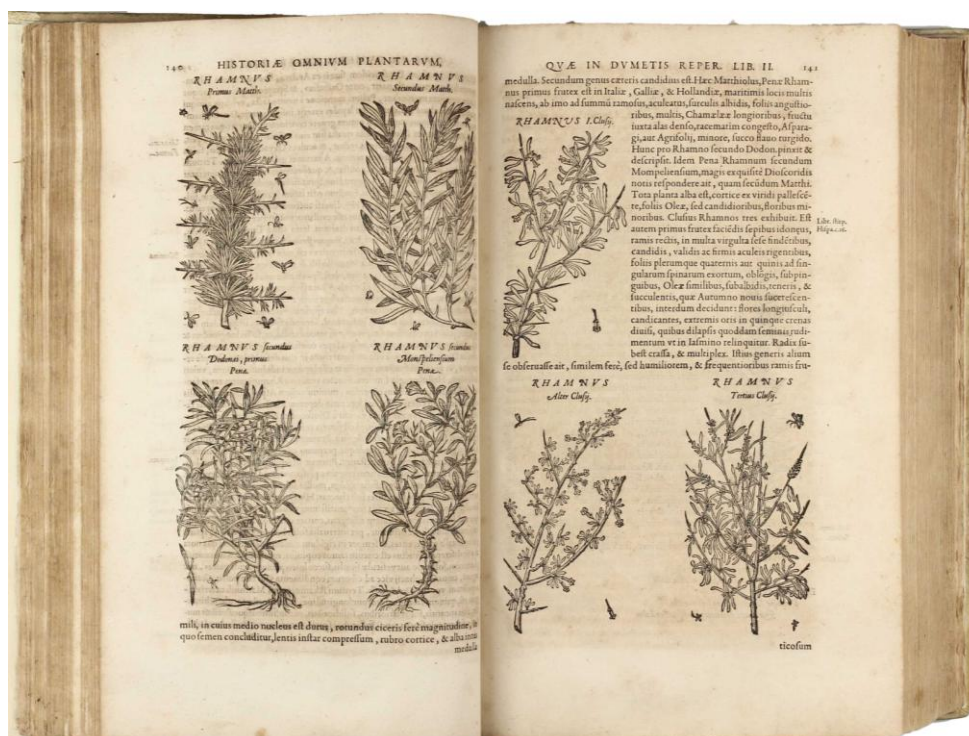 140 HISTORIÆ OMNIVM PLANTARVM,
RHAMNVS
Primus Matth.
RHAMNVS
Secundus Matth.
RHAMNVS secundus
Dodonæi, primus
Penæ
RHAMNVS secundus
Monspeliensium
Penæ.
mili, in cuius medio nucleus est durus, rotundus ciceris ferè magnitudine, in
quo semen concluditur, lentis instar compressum, rubro cortice, & alba intus
medulla
QVÆ IN DVMETIS REPER. LIB. II. 141
medulla. Secundum genus cæteris candidius est. Hæc Matthiolus, Penæ Rham-
nus primus frutex est in Italiæ, Galliæ, & Hollandiæ, maritimis locis multis
nascens, ab imo ad summũ ramosus, aculeatus, surculis albidis, foliis angustio-
RHAMNVS I. Clusij.
ribus, multis, Chamælææ longioribus, fructu
iuxta alas denso, racematim congesto, Aspara-
gi, aut Agrifolij, minore, succo flauo turgido.
Hunc pro Rhamno secundo Dodon. pinxit &
descripsit. Idem Pena Rhamnum secundum
Mompeliensium, magis exquisitè Dioscoridis
notis respondere ait, quam secũdum Matthi.
Tota planta alba est, cortice ex viridi pallescē-
te, foliis Oleæ, sed candidioribus, floribus mi-
noribus. Clusius Rhamnos tres exhibuit. Est
autem primus frutex faciēdis sepibus idoneus,
ramis rectis, in multa virgulta sese findētibus,
candidis, validis ac firmis aculeis rigentibus,
foliis plerumque quaternis aut quinis ad sin-
gularum spinarum exortum, oblõgis, subpin-
guibus, Oleæ similibus, subalbidis, teneris, &
succulentis, quæ Autumno nouis succrescen-
tibus, interdum decidunt: flores longiusculi,
candicantes, extremis oris in quinque crenas
diuisi, quibus dilapsis quoddam seminis rudi-
mentum vt in Iasmino relinquitur. Radix su-
best crassa, & multiplex. Istius generis alium
Libr. stirp.
se obseruasse ait, similem ferè, sed humiliorem, & frequentioribus ramis fru-
RHAMNVS
Alter Clusij.
RHAMNVS
Tertius Clusij.
ticosum